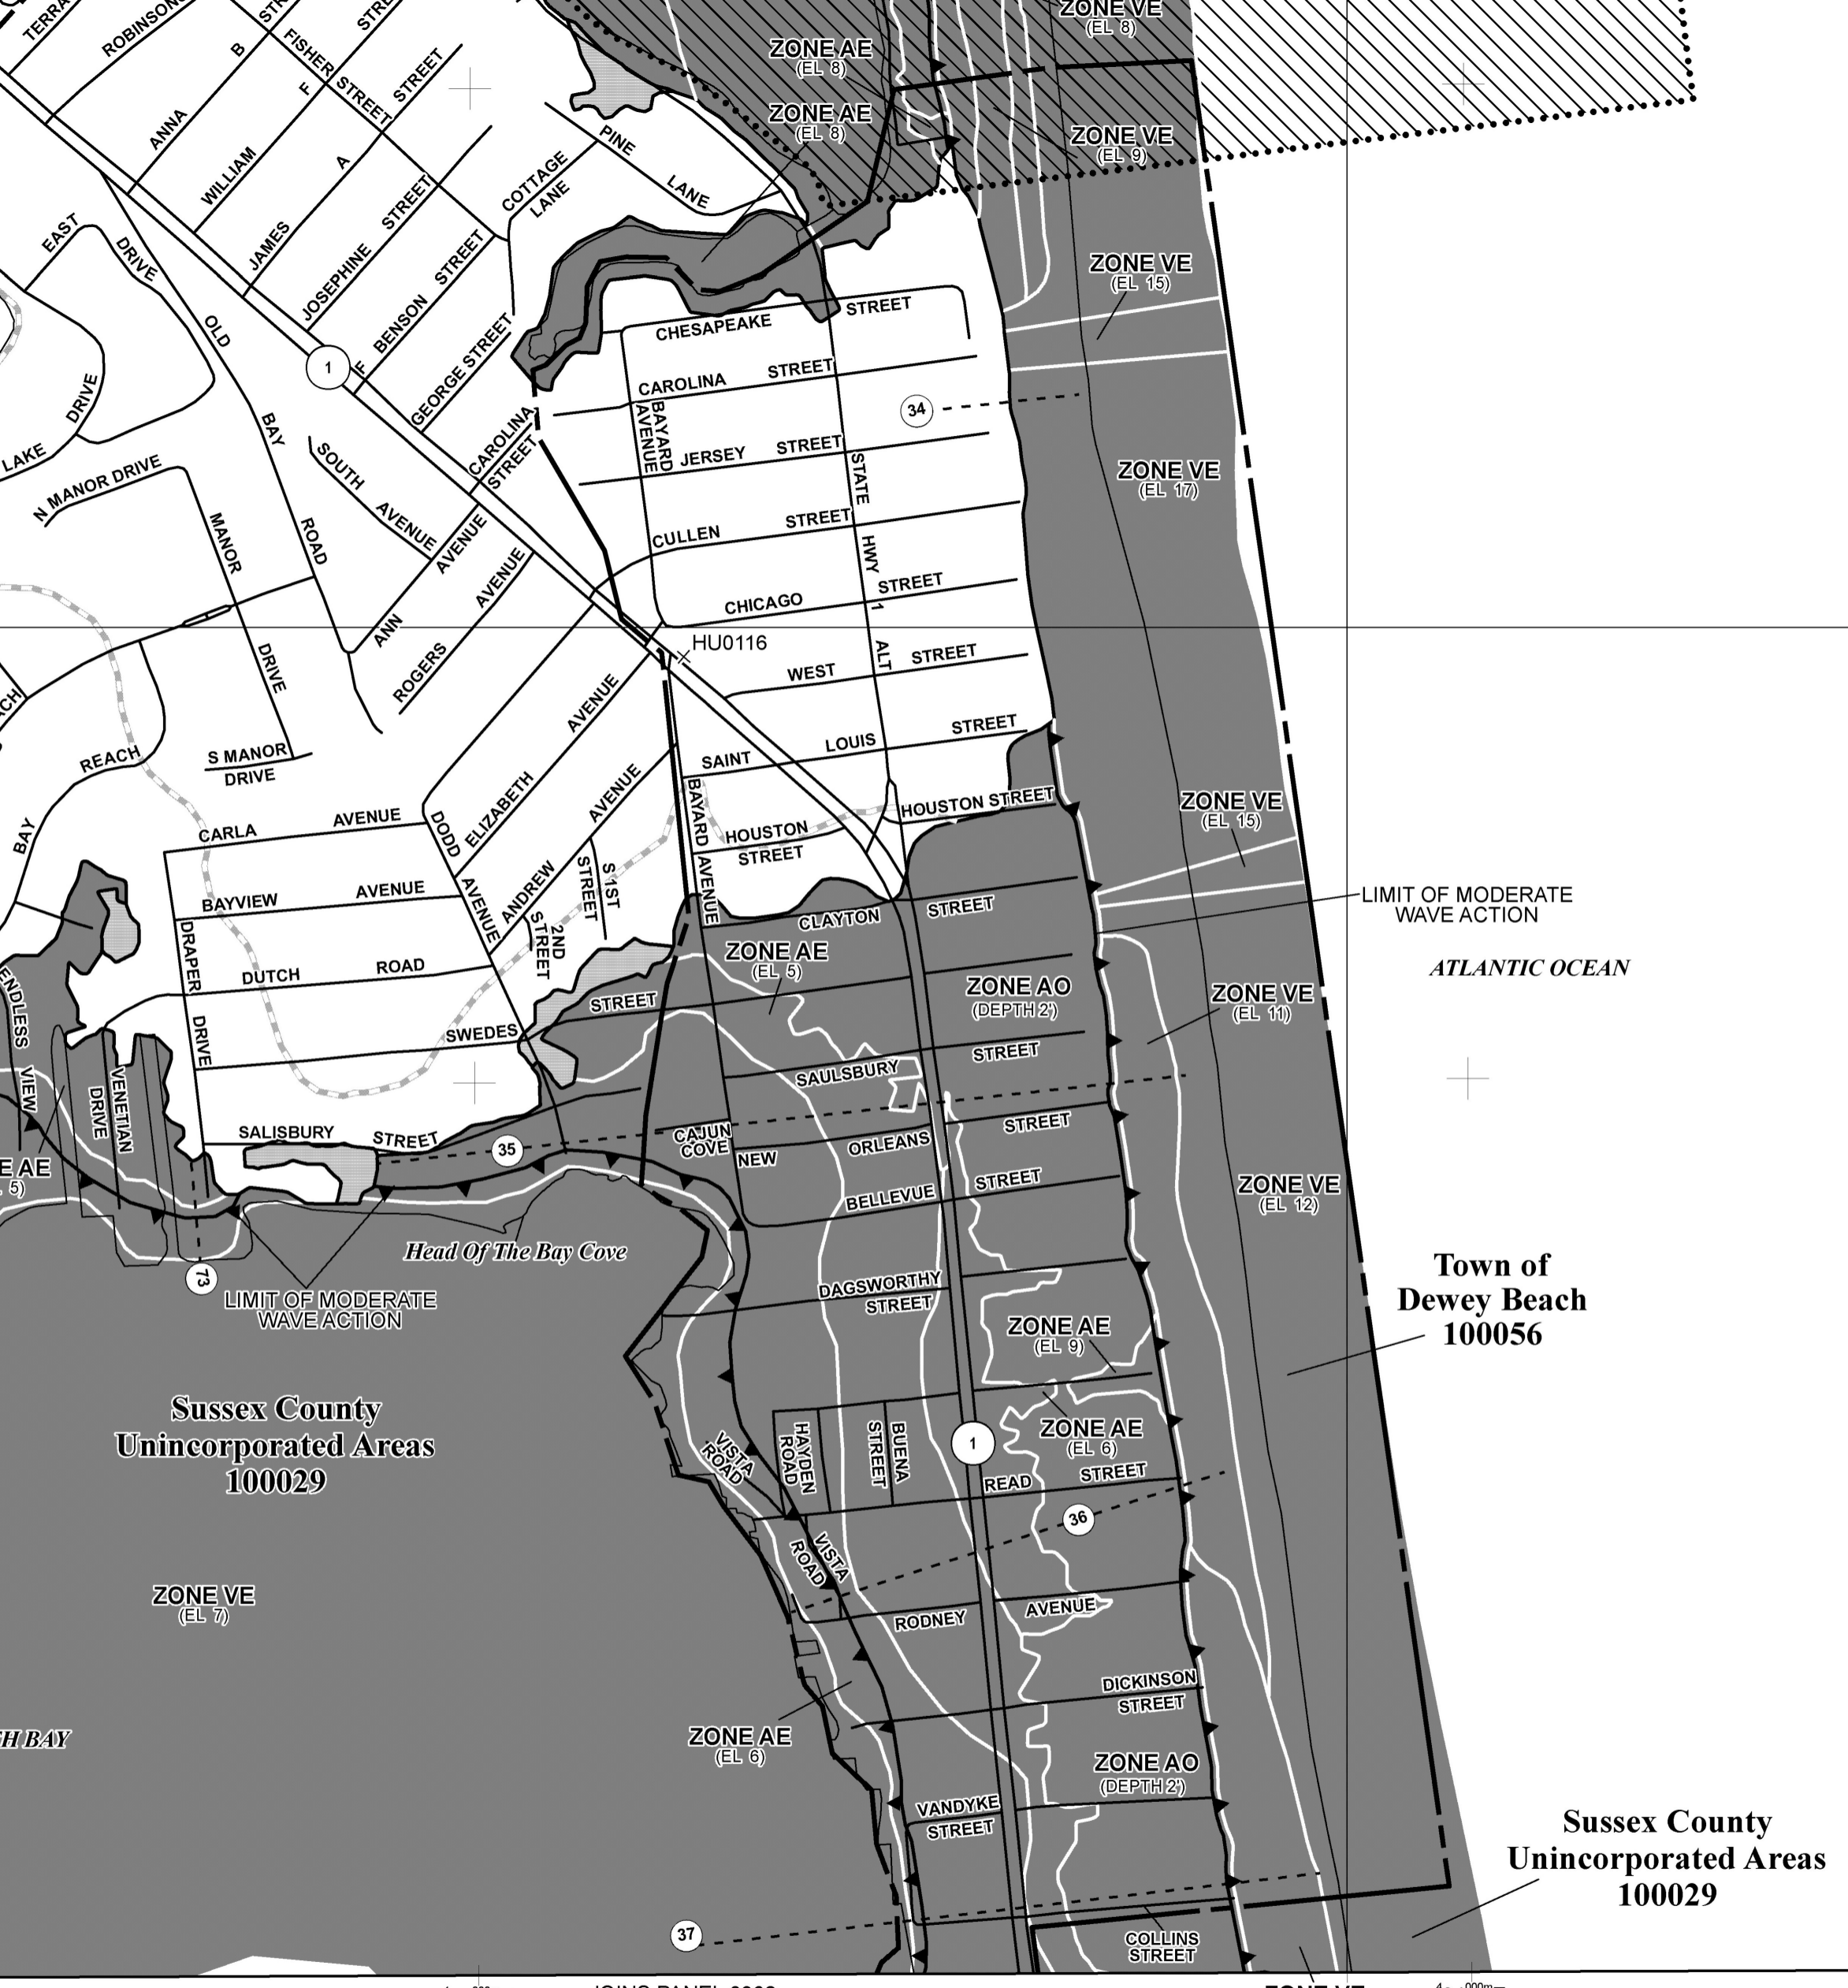 TERRA
ROBINSON
STR
STRE
ZONE VE
(EL 8)
ZONE AE
(EL 8)
ZONE AE
(EL 8)
ZONE VE
(EL 9)
ANNA
B
FISHER STREET
WILLIAM
F
STREET
JAMES
A
JOSEPHINE
STREET
COTTAGE
LANE
PINE
LANE
EAST
DRIVE
F
BENSON
STREET
GEORGE STREET
ZONE VE
(EL 15)
CHESAPEAKE
STREET
OLD
BAY
ROAD
1
CAROLINA
STREET
CAROLINA
STREET
BAYARD
AVENUE
34
LAKE
DRIVE
JERSEY
STREET
STATE
HWY
1
ALT
ZONE VE
(EL 17)
N MANOR DRIVE
SOUTH
AVENUE
CULLEN
STREET
MANOR
DRIVE
ANN
AVENUE
ROGERS
AVENUE
CHICAGO
STREET
HU0116
WEST
STREET
ACH
REACH
BAY
S MANOR
DRIVE
ELIZABETH
AVENUE
SAINT
LOUIS
STREET
BAYARD
AVENUE
HOUSTON STREET
HOUSTON
STREET
ZONE VE
(EL 15)
CARLA
AVENUE
DODD
AVENUE
ANDREW
AVENUE
S 1ST
STREET
2ND
STREET
BAYVIEW
AVENUE
CLAYTON
STREET
LIMIT OF MODERATE
WAVE ACTION
ATLANTIC OCEAN
DRAPER
DRIVE
DUTCH
ROAD
ZONE AE
(EL 5)
ZONE AO
(DEPTH 2')
ZONE VE
(EL 11)
ENDLESS
VIEW
SWEDES
STREET
VENETIAN
DRIVE
SAULSBURY
STREET
SALISBURY
STREET
35
CAJUN
COVE
NEW
ORLEANS
STREET
E AE
5)
BELLEVUE
STREET
ZONE VE
(EL 12)
Head Of The Bay Cove
73
LIMIT OF MODERATE
WAVE ACTION
DAGSWORTHY
STREET
Town of
Dewey Beach
100056
ZONE AE
(EL 9)
Sussex County
Unincorporated Areas
100029
VISTA
ROAD
HAYDEN
ROAD
BUENA
STREET
1
ZONE AE
(EL 6)
READ
STREET
36
VISTA
ROAD
ZONE VE
(EL 7)
RODNEY
AVENUE
DICKINSON
STREET
H BAY
ZONE AE
(EL 6)
ZONE AO
(DEPTH 2')
VANDYKE
STREET
Sussex County
Unincorporated Areas
100029
37
COLLINS
STREET